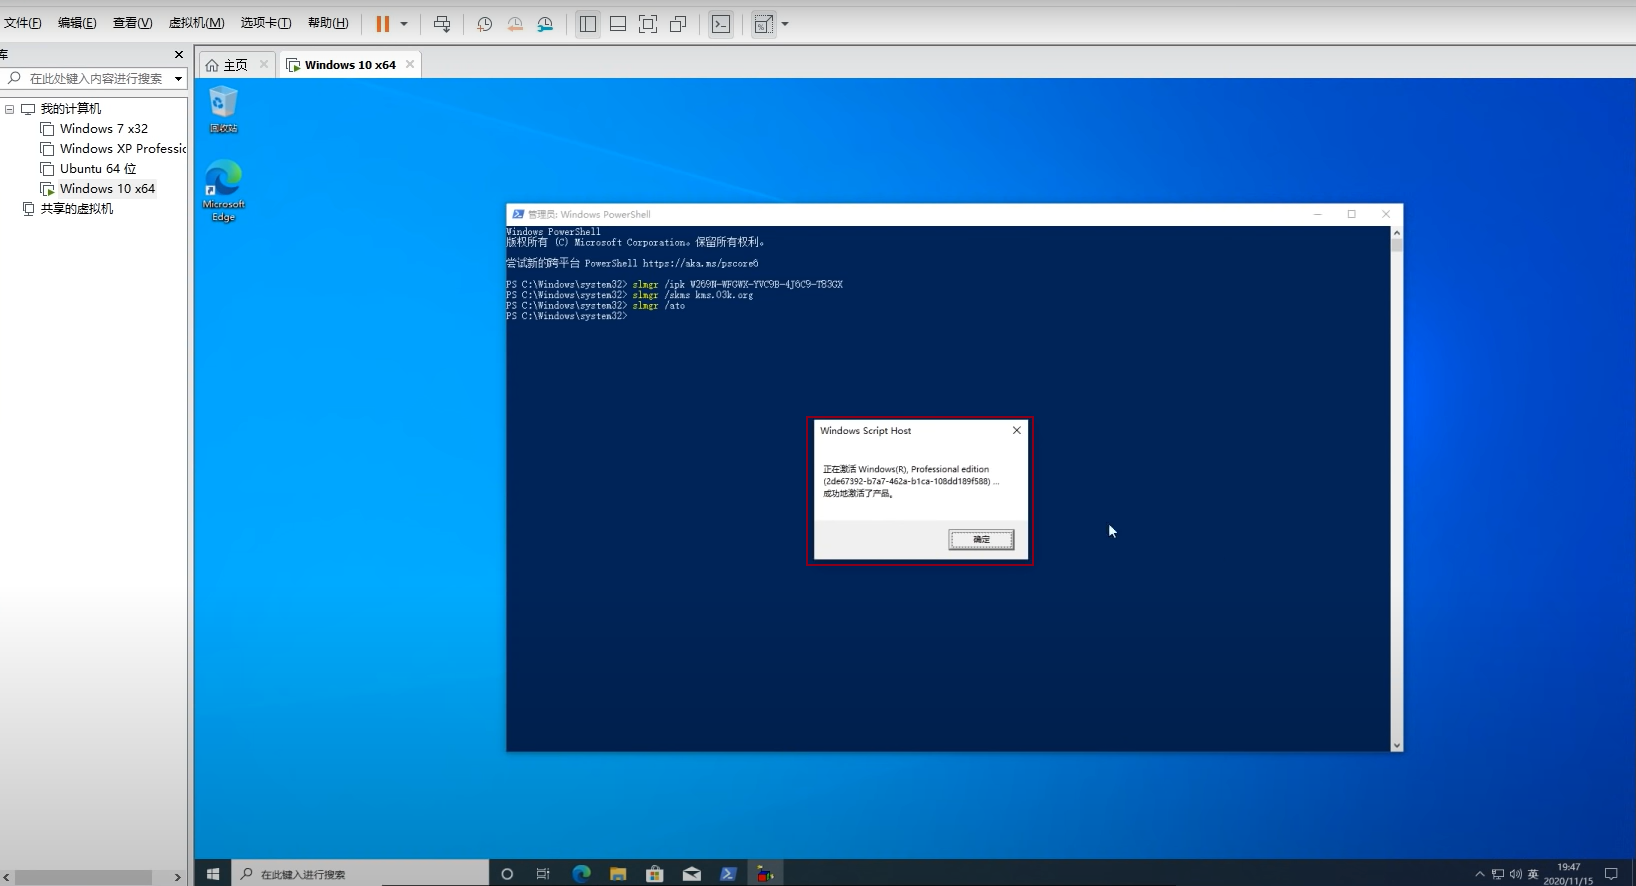 文件(F) 编辑(E) 查看(V) 虚拟机(M) 选项卡(T) 帮助(H)
库
主页
Windows 10 x64
在此处键入内容进行搜索
我的计算机
Windows 7 x32
Windows XP Professio
Ubuntu 64 位
Windows 10 x64
共享的虚拟机
回收站
Microsoft
Edge
管理员: Windows PowerShell
Windows PowerShell
版权所有 (C) Microsoft Corporation。保留所有权利。
尝试新的跨平台 PowerShell https://aka.ms/pscore6
PS C:\Windows\system32> slmgr /ipk W269N-WFGWX-YVC9B-4J6C9-T83GX
PS C:\Windows\system32> slmgr /skms kms.03k.org
PS C:\Windows\system32> slmgr /ato
PS C:\Windows\system32>
Windows Script Host
正在激活 Windows(R), Professional edition
(2de67392-b7a7-462a-b1ca-108dd189f588) ...
成功地激活了产品。
确定
在此键入进行搜索
英
19:47
2020/11/15